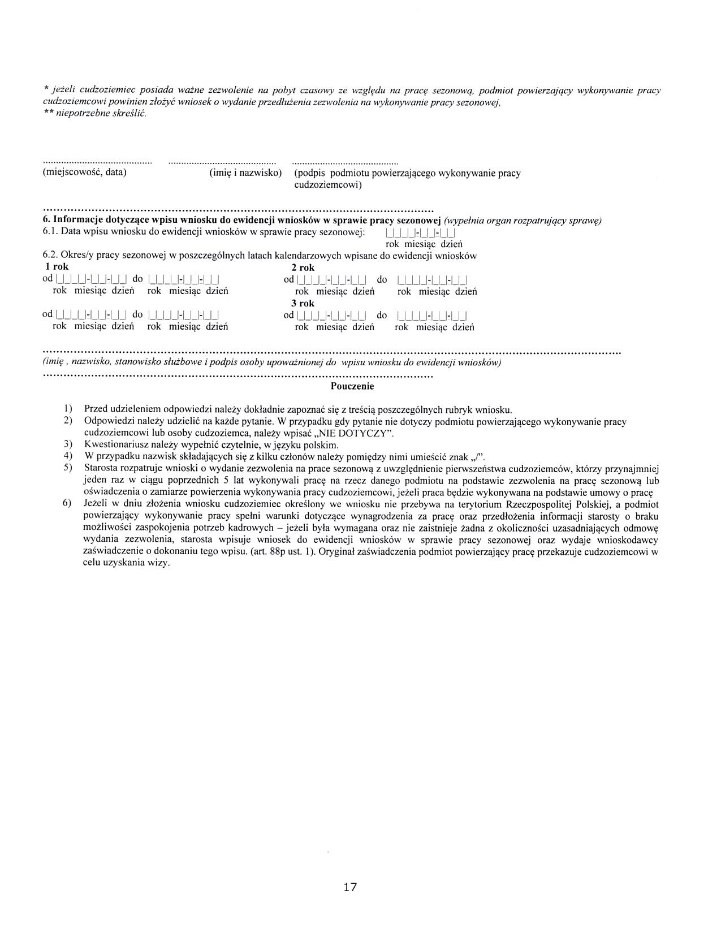 * jeżeli cudzoziemiec posiada ważne zezwolenie na pobyt czasowy ze względu na pracę sezonową, podmiot powierzający wykonywanie pracy
cudzoziemcowi powinien złożyć wniosek o wydanie przedłużenia zezwolenia na wykonywanie pracy sezonowej,
** niepotrzebne skreślić.
(miejscowość, data) (imię i nazwisko) (podpis podmiotu powierzającego wykonywanie pracy
cudzoziemcowi)
6. Informacje dotyczące wpisu wniosku do ewidencji wniosków w sprawie pracy sezonowej (wypełnia organ rozpatrujący sprawę)
6.1. Data wpisu wniosku do ewidencji wniosków w sprawie pracy sezonowej: |_|_|_|_|-|_|_|-|_|_|
rok miesiąc dzień
6.2. Okres/y pracy sezonowej w poszczególnych latach kalendarzowych wpisane do ewidencji wniosków
1 rok 2 rok
od |_|_|_|_|-|_|_|-|_|_| do |_|_|_|_|-|_|_|-|_|_| od |_|_|_|_|-|_|_|-|_|_| do |_|_|_|_|-|_|_|-|_|_|
rok miesiąc dzień rok miesiąc dzień rok miesiąc dzień rok miesiąc dzień
3 rok
od |_|_|_|_|-|_|_|-|_|_| do |_|_|_|_|-|_|_|-|_|_| od |_|_|_|_|-|_|_|-|_|_| do |_|_|_|_|-|_|_|-|_|_|
rok miesiąc dzień rok miesiąc dzień rok miesiąc dzień rok miesiąc dzień
(imię , nazwisko, stanowisko służbowe i podpis osoby upoważnionej do wpisu wniosku do ewidencji wniosków)
Pouczenie
1) Przed udzieleniem odpowiedzi należy dokładnie zapoznać się z treścią poszczególnych rubryk wniosku.
2) Odpowiedzi należy udzielić na każde pytanie. W przypadku gdy pytanie nie dotyczy podmiotu powierzającego wykonywanie pracy
cudzoziemcowi lub osoby cudzoziemca, należy wpisać „NIE DOTYCZY”.
3) Kwestionariusz należy wypełnić czytelnie, w języku polskim.
4) W przypadku nazwisk składających się z kilku członów należy pomiędzy nimi umieścić znak „/”.
5) Starosta rozpatruje wnioski o wydanie zezwolenia na prace sezonową z uwzględnienie pierwszeństwa cudzoziemców, którzy przynajmniej
jeden raz w ciągu poprzednich 5 lat wykonywali pracę na rzecz danego podmiotu na podstawie zezwolenia na pracę sezonową lub
oświadczenia o zamiarze powierzenia wykonywania pracy cudzoziemcowi, jeżeli praca będzie wykonywana na podstawie umowy o pracę
6) Jeżeli w dniu złożenia wniosku cudzoziemiec określony we wniosku nie przebywa na terytorium Rzeczpospolitej Polskiej, a podmiot
powierzający wykonywanie pracy spełni warunki dotyczące wynagrodzenia za pracę oraz przedłożenia informacji starosty o braku
możliwości zaspokojenia potrzeb kadrowych – jeżeli była wymagana oraz nie zaistnieje żadna z okoliczności uzasadniających odmowę
wydania zezwolenia, starosta wpisuje wniosek do ewidencji wniosków w sprawie pracy sezonowej oraz wydaje wnioskodawcy
zaświadczenie o dokonaniu tego wpisu. (art. 88p ust. 1). Oryginał zaświadczenia podmiot powierzający pracę przekazuje cudzoziemcowi w
celu uzyskania wizy.
17